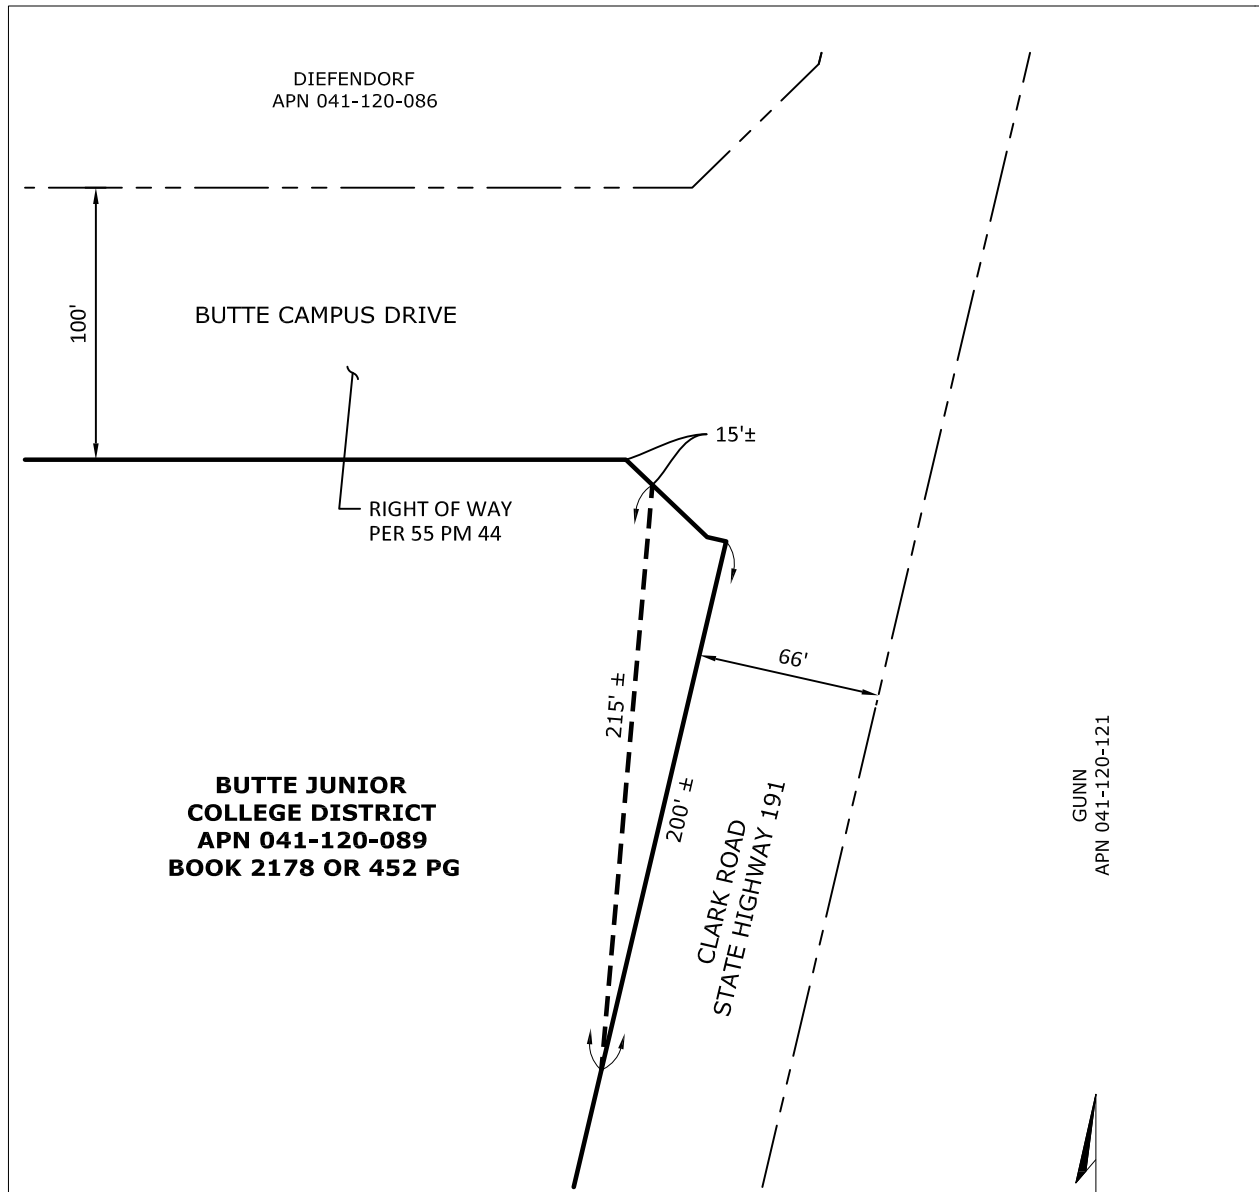 DIEFENDORF
APN 041-120-086
100'
BUTTE CAMPUS DRIVE
15'±
RIGHT OF WAY
PER 55 PM 44
66'
215' ±
200' ±
BUTTE JUNIOR
COLLEGE DISTRICT
APN 041-120-089
BOOK 2178 OR 452 PG
CLARK ROAD
STATE HIGHWAY 191
GUNN
APN 041-120-121